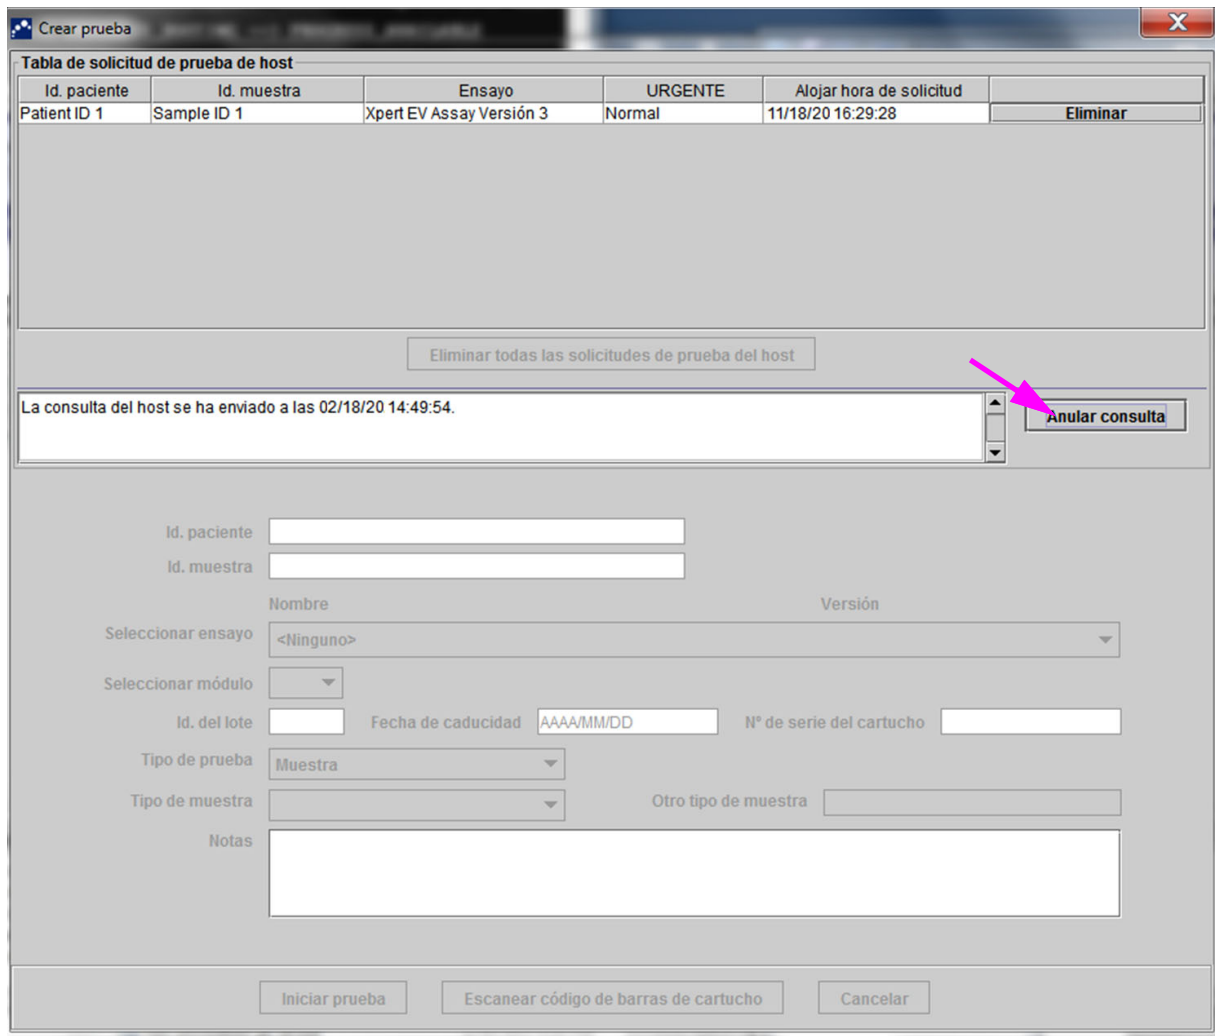 Crear prueba
Tabla de solicitud de prueba de host
Id. paciente Id. muestra Ensayo URGENTE Alojar hora de solicitud
Patient ID 1 Sample ID 1 Xpert EV Assay Versión 3 Normal 11/18/20 16:29:28 Eliminar
Eliminar todas las solicitudes de prueba del host
La consulta del host se ha enviado a las 02/18/20 14:49:54.
Anular consulta
Id. paciente
Id. muestra
Nombre Versión
Seleccionar ensayo <Ninguno>
Seleccionar módulo
Id. del lote Fecha de caducidad AAAA/MM/DD Nº de serie del cartucho
Tipo de prueba Muestra
Tipo de muestra Otro tipo de muestra
Notas
Iniciar prueba Escanear código de barras de cartucho Cancelar